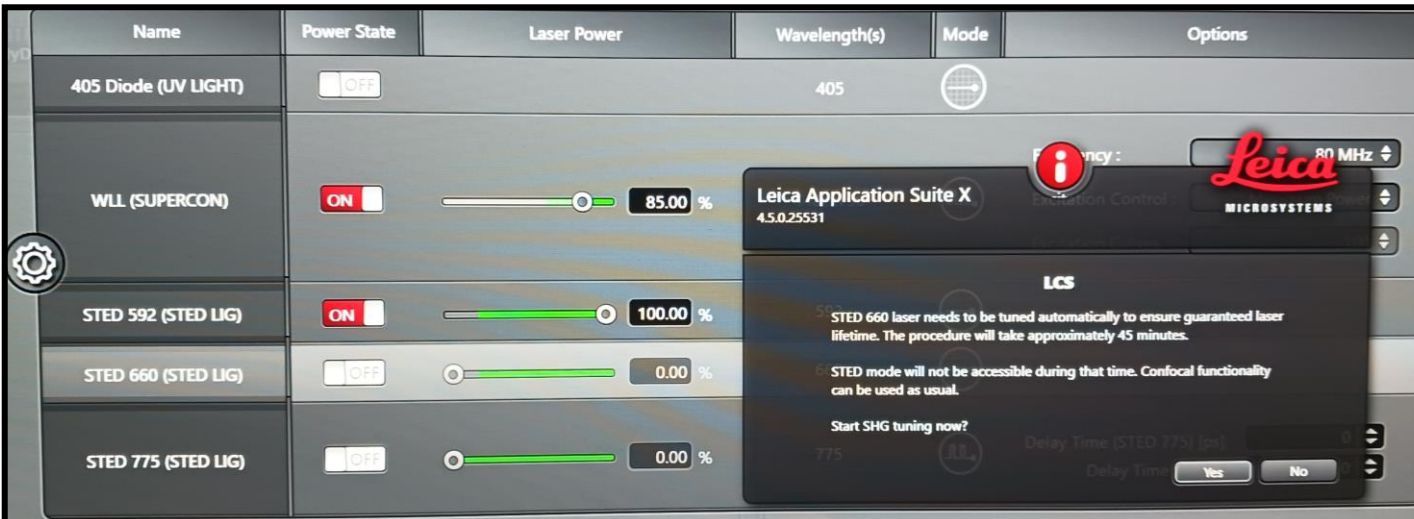 Name Power State Laser Power Wavelength(s) Mode Options
405 Diode (UV LIGHT) OFF 405
80 MHz
WLL (SUPERCON) ON 85.00 %
Excitation Control : Power
Leica
MICROSYSTEMS
Leica Application Suite X
4.5.0.25531
STED 592 (STED LIG) ON 100.00 %
STED 660 (STED LIG) OFF 0.00 %
STED 775 (STED LIG) OFF 0.00 % 775
LCS
STED 660 laser needs to be tuned automatically to ensure guaranteed laser
lifetime. The procedure will take approximately 45 minutes.
STED mode will not be accessible during that time. Confocal functionality
can be used as usual.
Start SHG tuning now?
Delay Time (STED 775) [ps] 0
Delay Time 0
Yes No